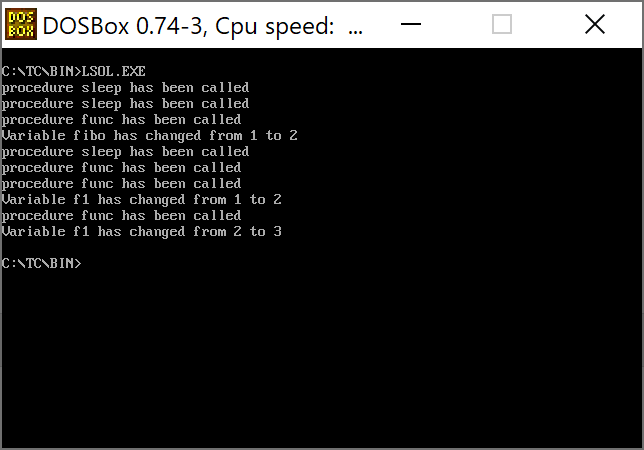 DOS
BOX
DOSBox 0.74-3, Cpu speed: ...
C:\TC\BIN>LSOL.EXE
procedure sleep has been called
procedure sleep has been called
procedure func has been called
Variable fibo has changed from 1 to 2
procedure sleep has been called
procedure func has been called
procedure func has been called
Variable f1 has changed from 1 to 2
procedure func has been called
Variable f1 has changed from 2 to 3
C:\TC\BIN>